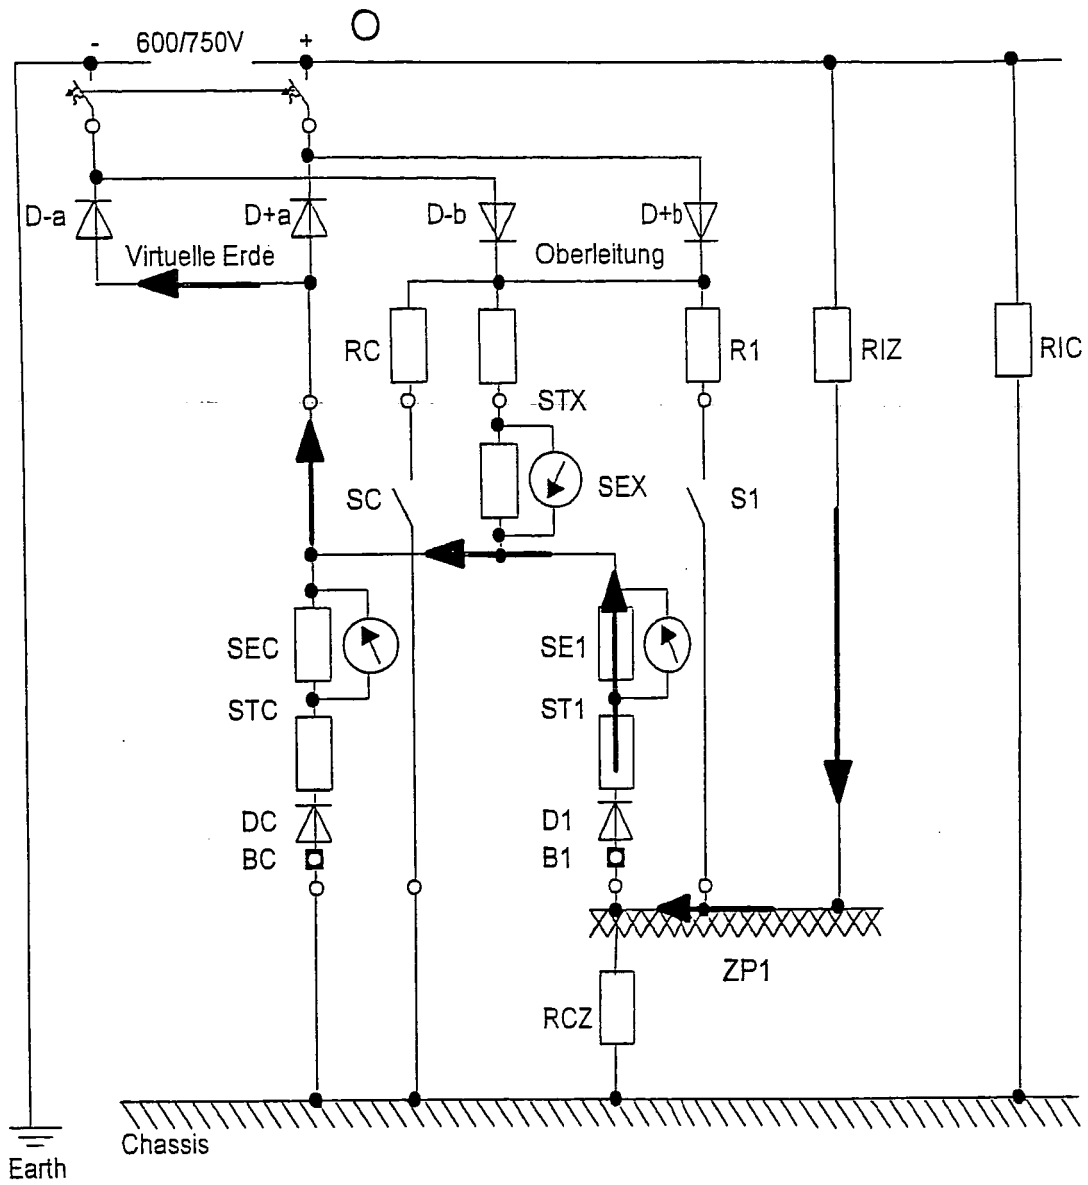 O
- 600/750V +
D-a D+a D-b D+b
Virtuelle Erde Oberleitung
RC R1 RIZ RIC
STX
SC SEX S1
SEC SE1
STC ST1
DC D1
BC B1
ZP1
RCZ
Chassis
Earth